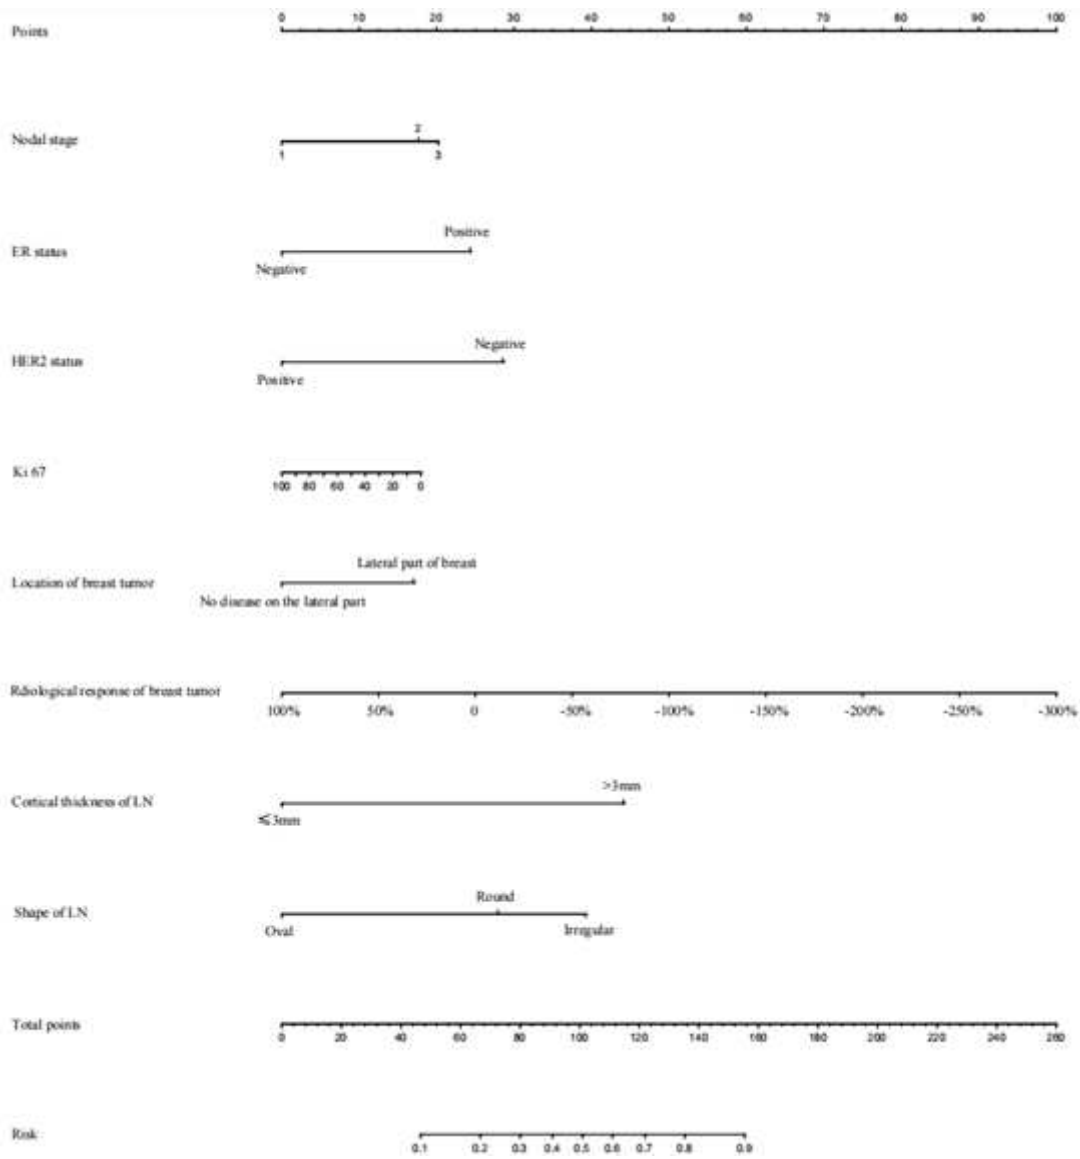 0 10 20 30 40 50 60 70 80 90 100
Points
2
Nodal stage
1 3
Positive
ER status
Negative
Negative
HER2 status
Positive
Ki 67
100 80 60 40 20 0
Lateral part of breast
Location of breast tumor
No disease on the lateral part
Rdiological response of breast tumor
100% 50% 0 -50% -100% -150% -200% -250% -300%
>3mm
Cortical thickness of LN
≤3mm
Round
Shape of LN
Oval Irregular
Total points
0 20 40 60 80 100 120 140 160 180 200 220 240 260
Risk
0.1 0.2 0.3 0.4 0.5 0.6 0.7 0.8 0.9